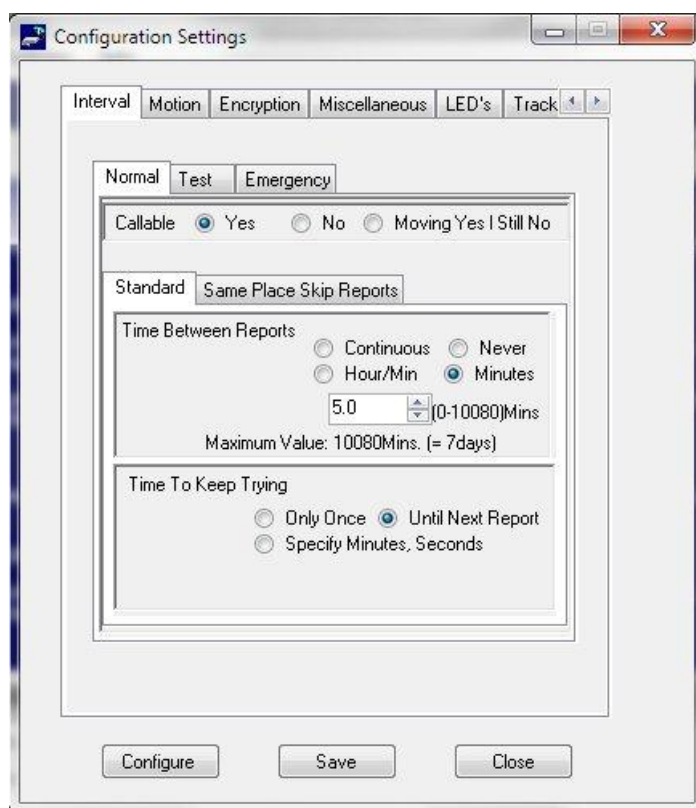 Configuration Settings
Interval Motion Encryption Miscellaneous LED's Track
Normal Test Emergency
Callable Yes No Moving Yes I Still No
Standard Same Place Skip Reports
Time Between Reports
Continuous Never
Hour/Min Minutes
5.0 (0-10080)Mins
Maximum Value: 10080Mins. (= 7days)
Time To Keep Trying
Only Once Until Next Report
Specify Minutes, Seconds
Configure Save Close